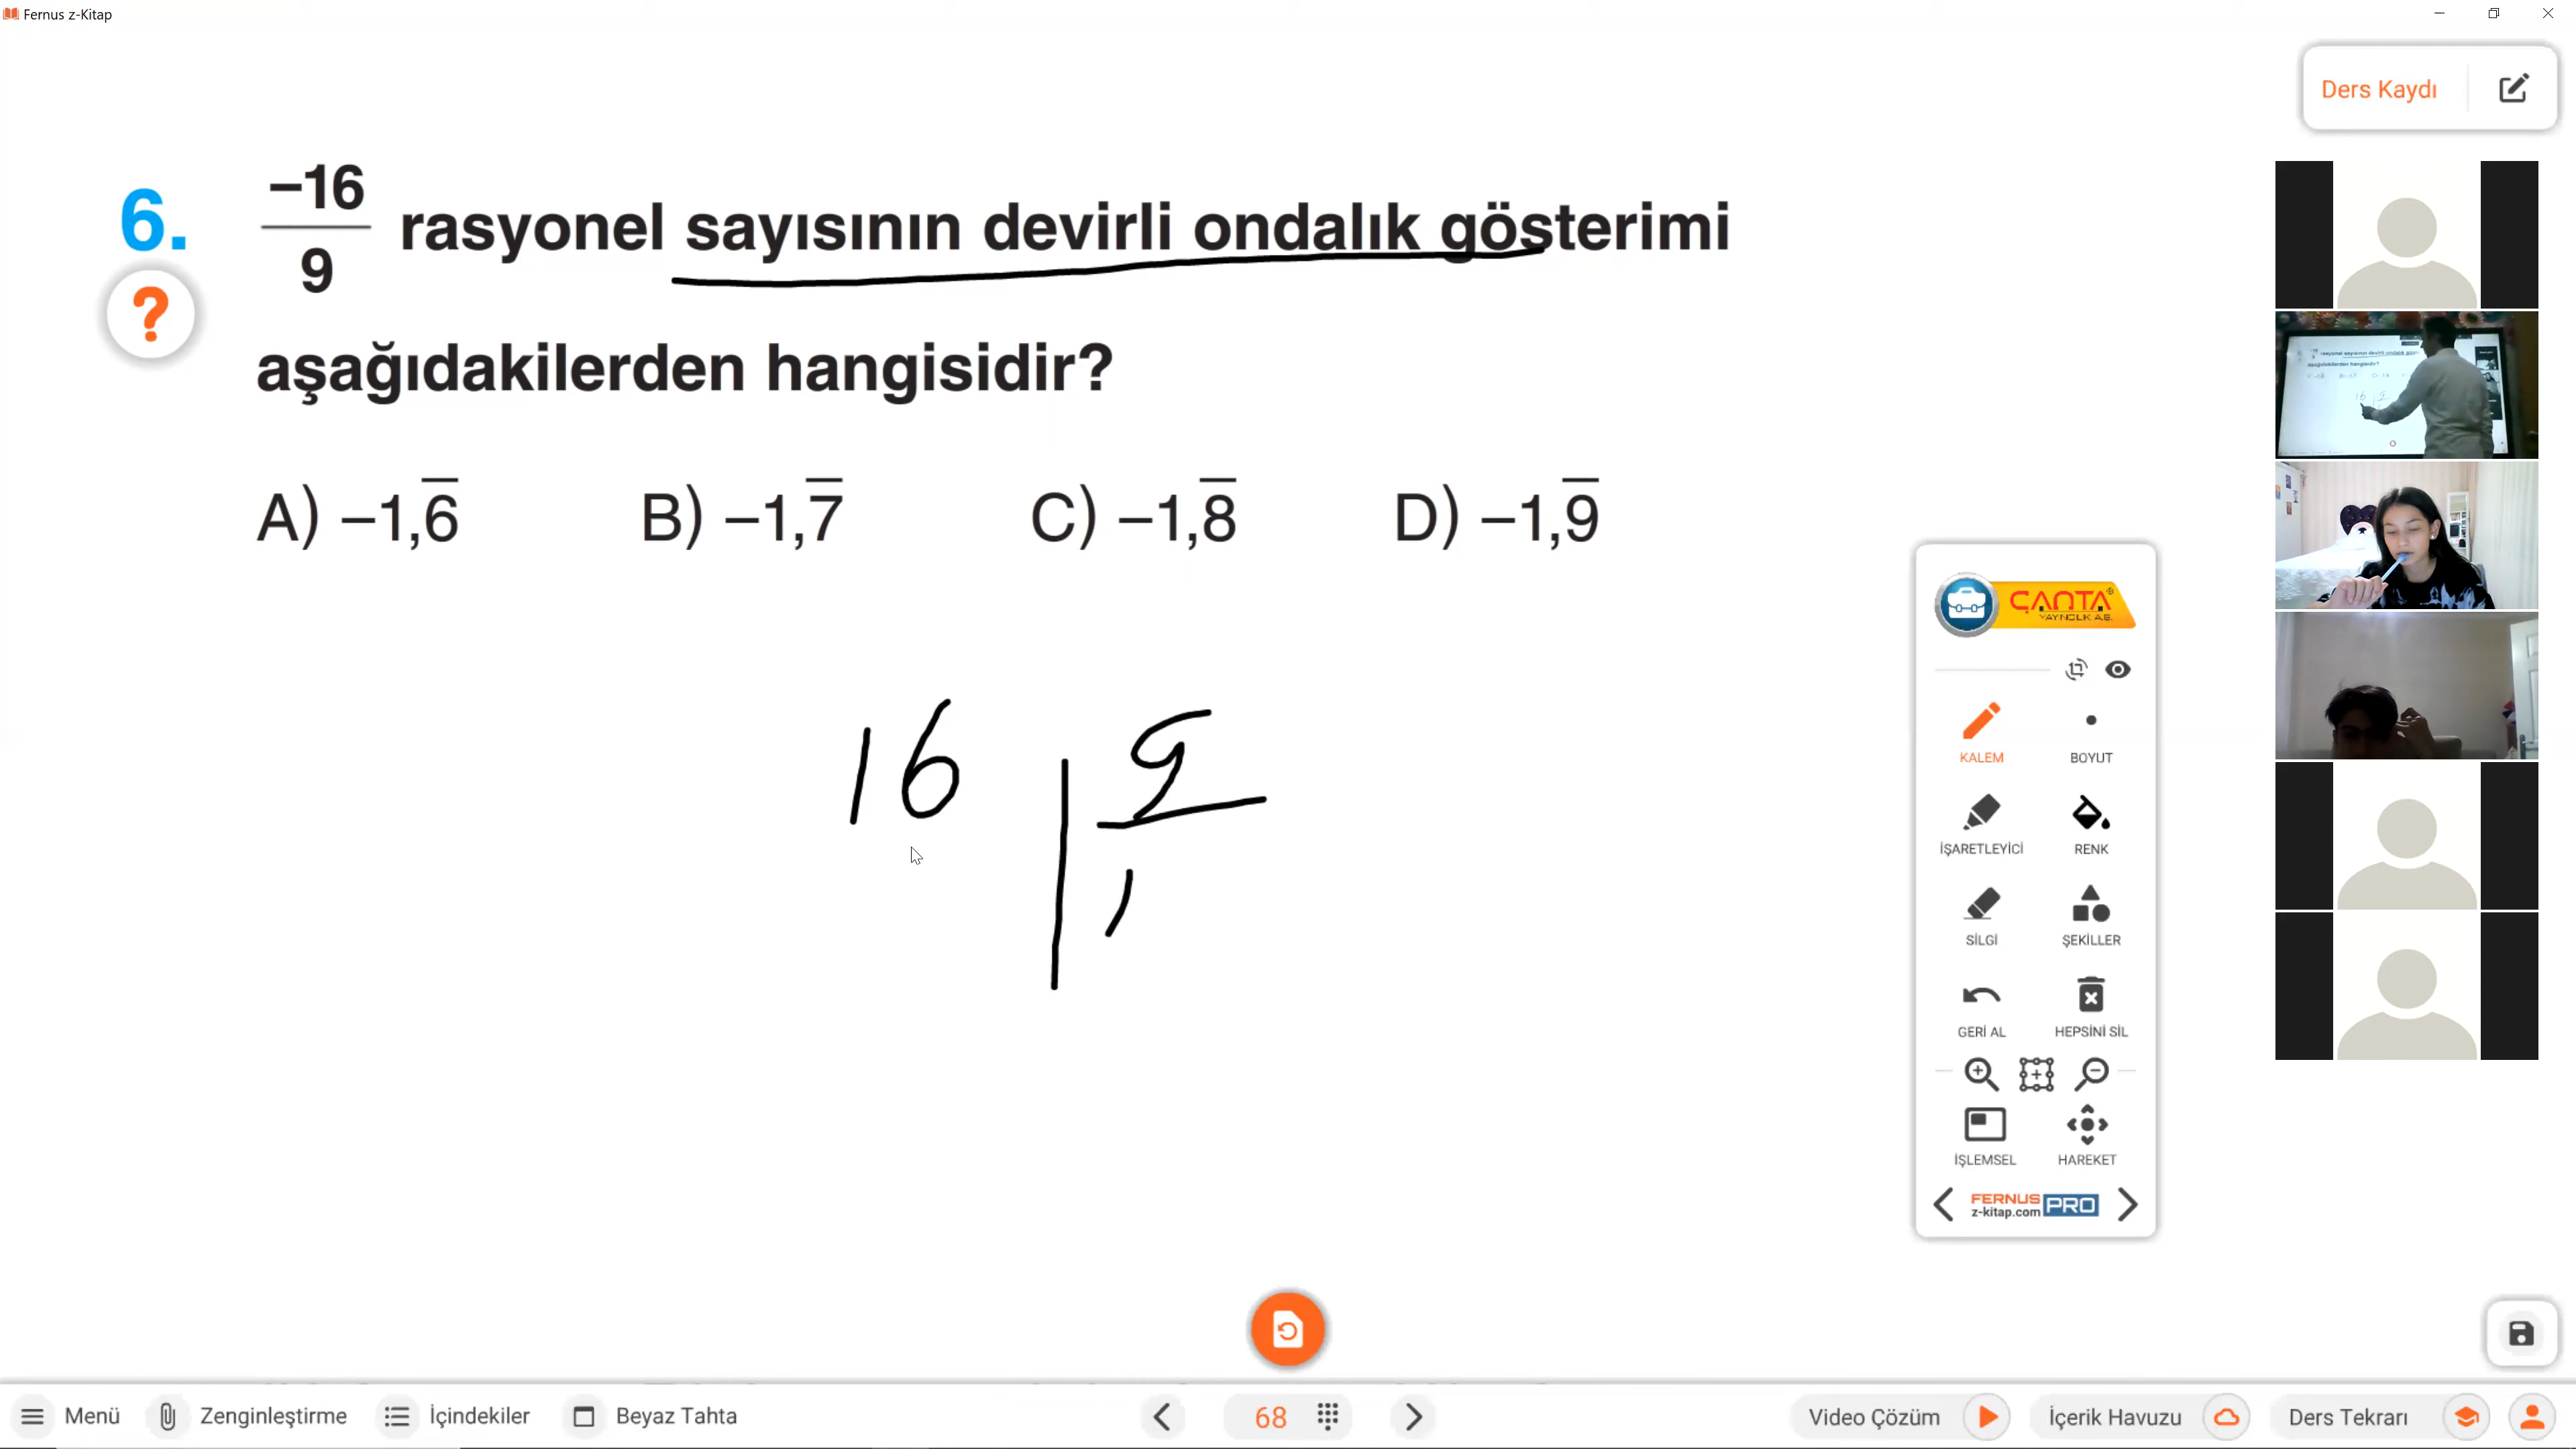 Fernus z-Kitap
Ders Kaydı
6. –16/9 rasyonel sayısının devirli ondalık gösterimi
aşağıdakilerden hangisidir?
A) –1,6̅ B) –1,7̅ C) –1,8̅ D) –1,9̅
16 9
1
ÇANTA
YAYINCILIK A.Ş.
KALEM BOYUT
İŞARETLEYİCİ RENK
SİLGİ ŞEKİLLER
GERİ AL HEPSİNİ SİL
İŞLEMSEL HAREKET
FERNUS PRO
z-kitap.com
Menü Zenginleştirme İçindekiler Beyaz Tahta 68 Video Çözüm İçerik Havuzu Ders Tekrarı